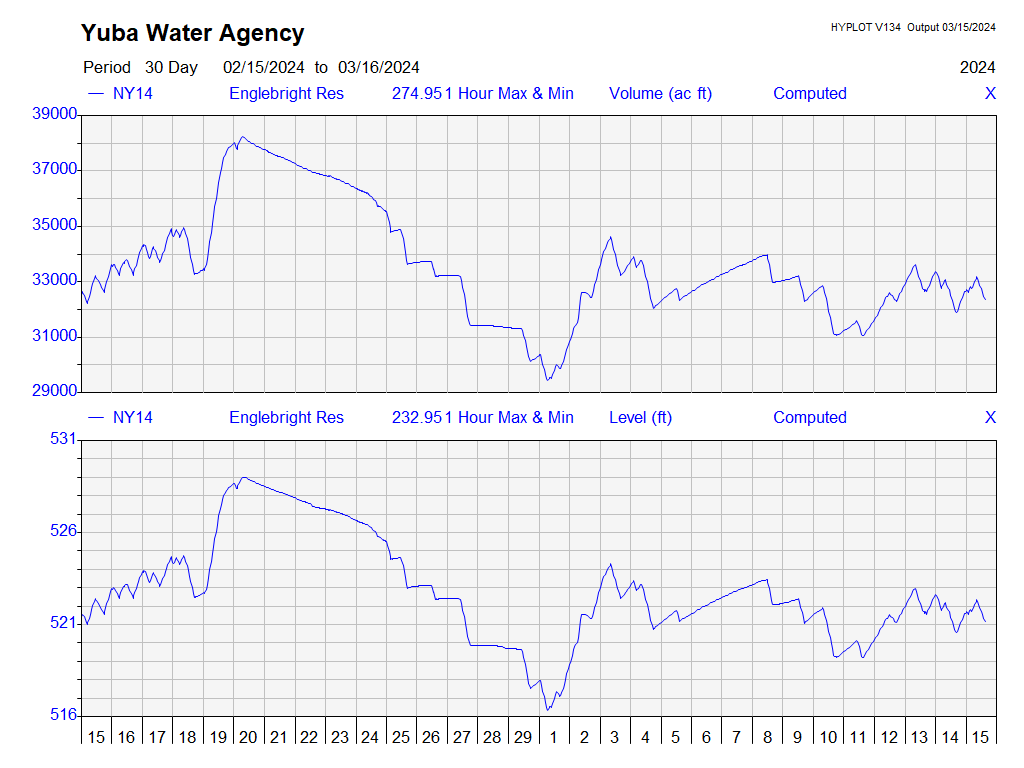 Yuba Water Agency
HYPLOT V134 Output 03/15/2024
Period 30 Day 02/15/2024 to 03/16/2024 2024
NY14 Englebright Res 274.951 Hour Max & Min Volume (ac ft) Computed X
39000
37000
35000
33000
31000
29000
NY14 Englebright Res 232.951 Hour Max & Min Level (ft) Computed X
531
526
521
516
15 16 17 18 19 20 21 22 23 24 25 26 27 28 29 1 2 3 4 5 6 7 8 9 10 11 12 13 14 15